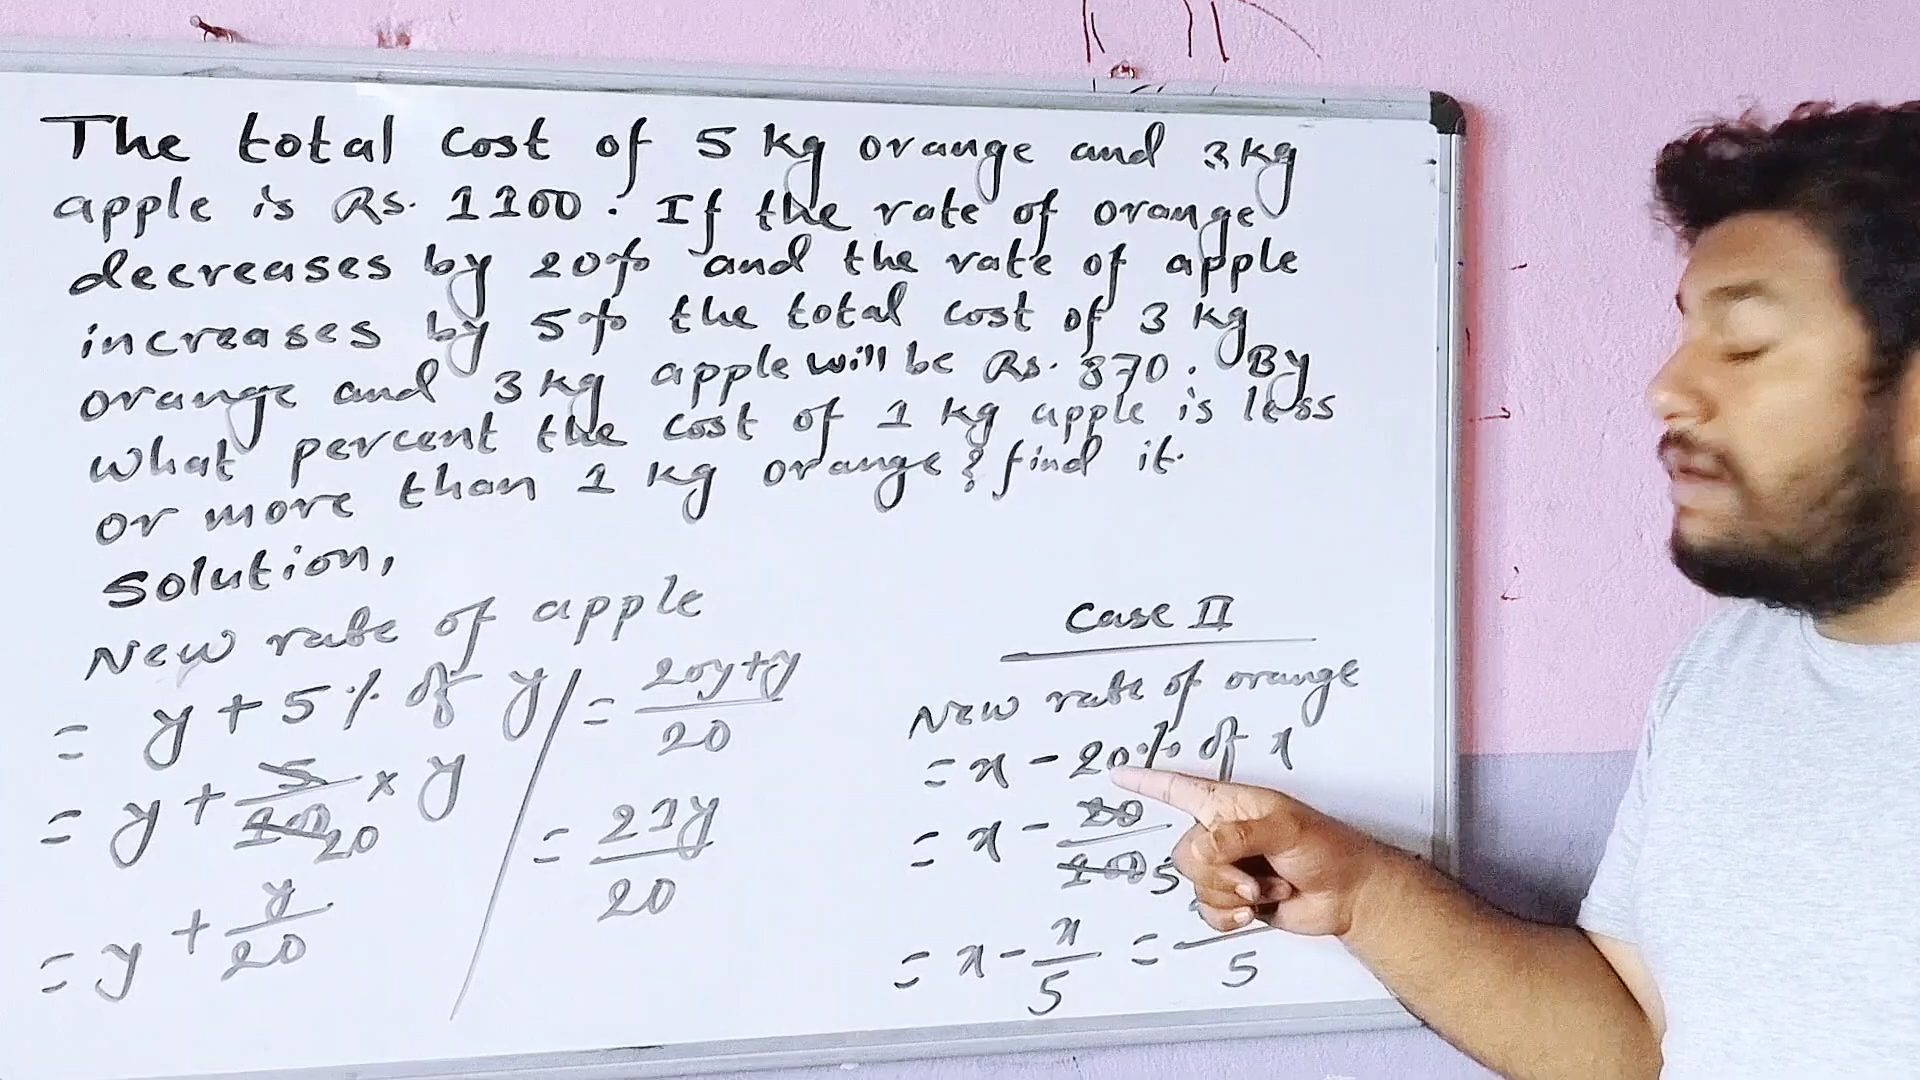 The total cost of 5 kg orange and 3kg
apple is Rs. 1100. If the rate of orange
decreases by 20% and the rate of apple
increases by 5% the total cost of 3 kg
orange and 3 kg apple will be Rs. 870. By
what percent the cost of 1 kg apple is less
or more than 1 kg orange? find it.
Solution,
New rate of apple
= y + 5% of y
= y + 5/100 20 × y
= y + y/20
= 20y+y/20
= 21y/20
Case II
New rate of orange
= x - 20% of x
= x - 20/100 5
= x - x/5 = /5